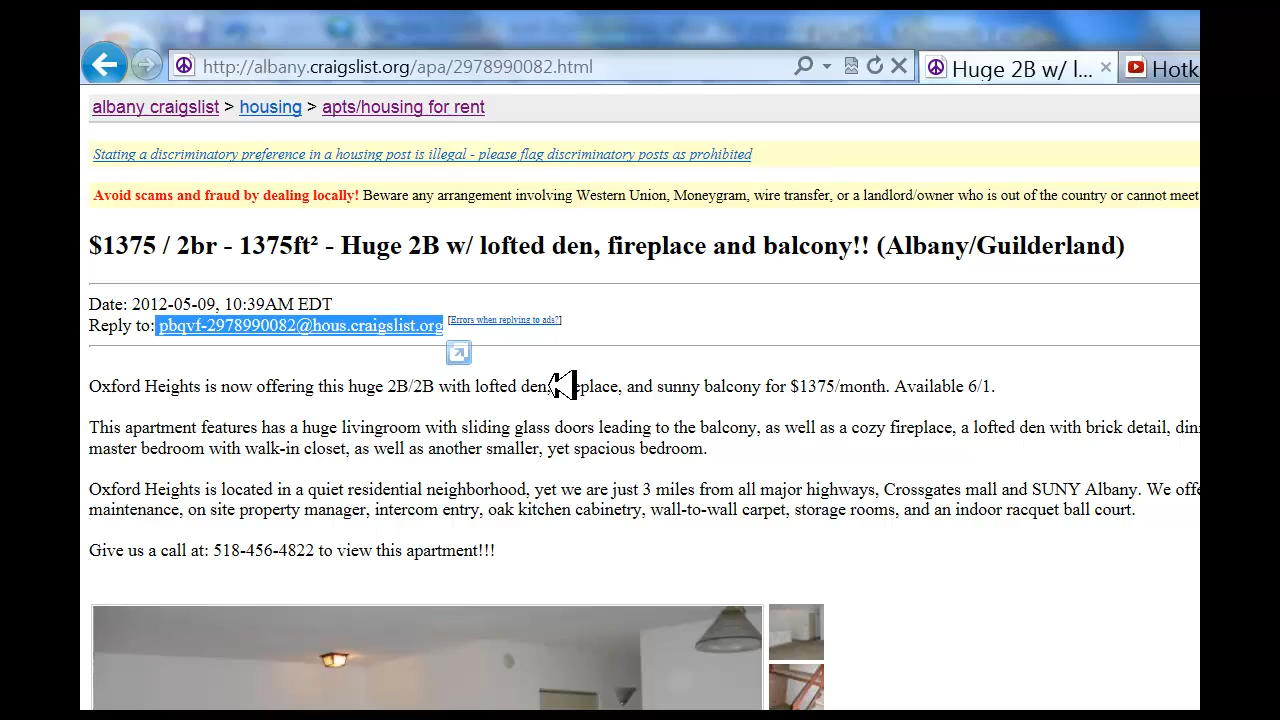 http://albany.craigslist.org/apa/2978990082.html
Huge 2B w/ l...
Hotk
albany craigslist > housing > apts/housing for rent
Stating a discriminatory preference in a housing post is illegal - please flag discriminatory posts as prohibited
Avoid scams and fraud by dealing locally! Beware any arrangement involving Western Union, Moneygram, wire transfer, or a landlord/owner who is out of the country or cannot meet
$1375 / 2br - 1375ft² - Huge 2B w/ lofted den, fireplace and balcony!! (Albany/Guilderland)
Date: 2012-05-09, 10:39AM EDT
Reply to: pbqvf-2978990082@hous.craigslist.org [Errors when replying to ads?]
Oxford Heights is now offering this huge 2B/2B with lofted den, eplace, and sunny balcony for $1375/month. Available 6/1.
This apartment features has a huge livingroom with sliding glass doors leading to the balcony, as well as a cozy fireplace, a lofted den with brick detail, dini
master bedroom with walk-in closet, as well as another smaller, yet spacious bedroom.
Oxford Heights is located in a quiet residential neighborhood, yet we are just 3 miles from all major highways, Crossgates mall and SUNY Albany. We offe
maintenance, on site property manager, intercom entry, oak kitchen cabinetry, wall-to-wall carpet, storage rooms, and an indoor racquet ball court.
Give us a call at: 518-456-4822 to view this apartment!!!